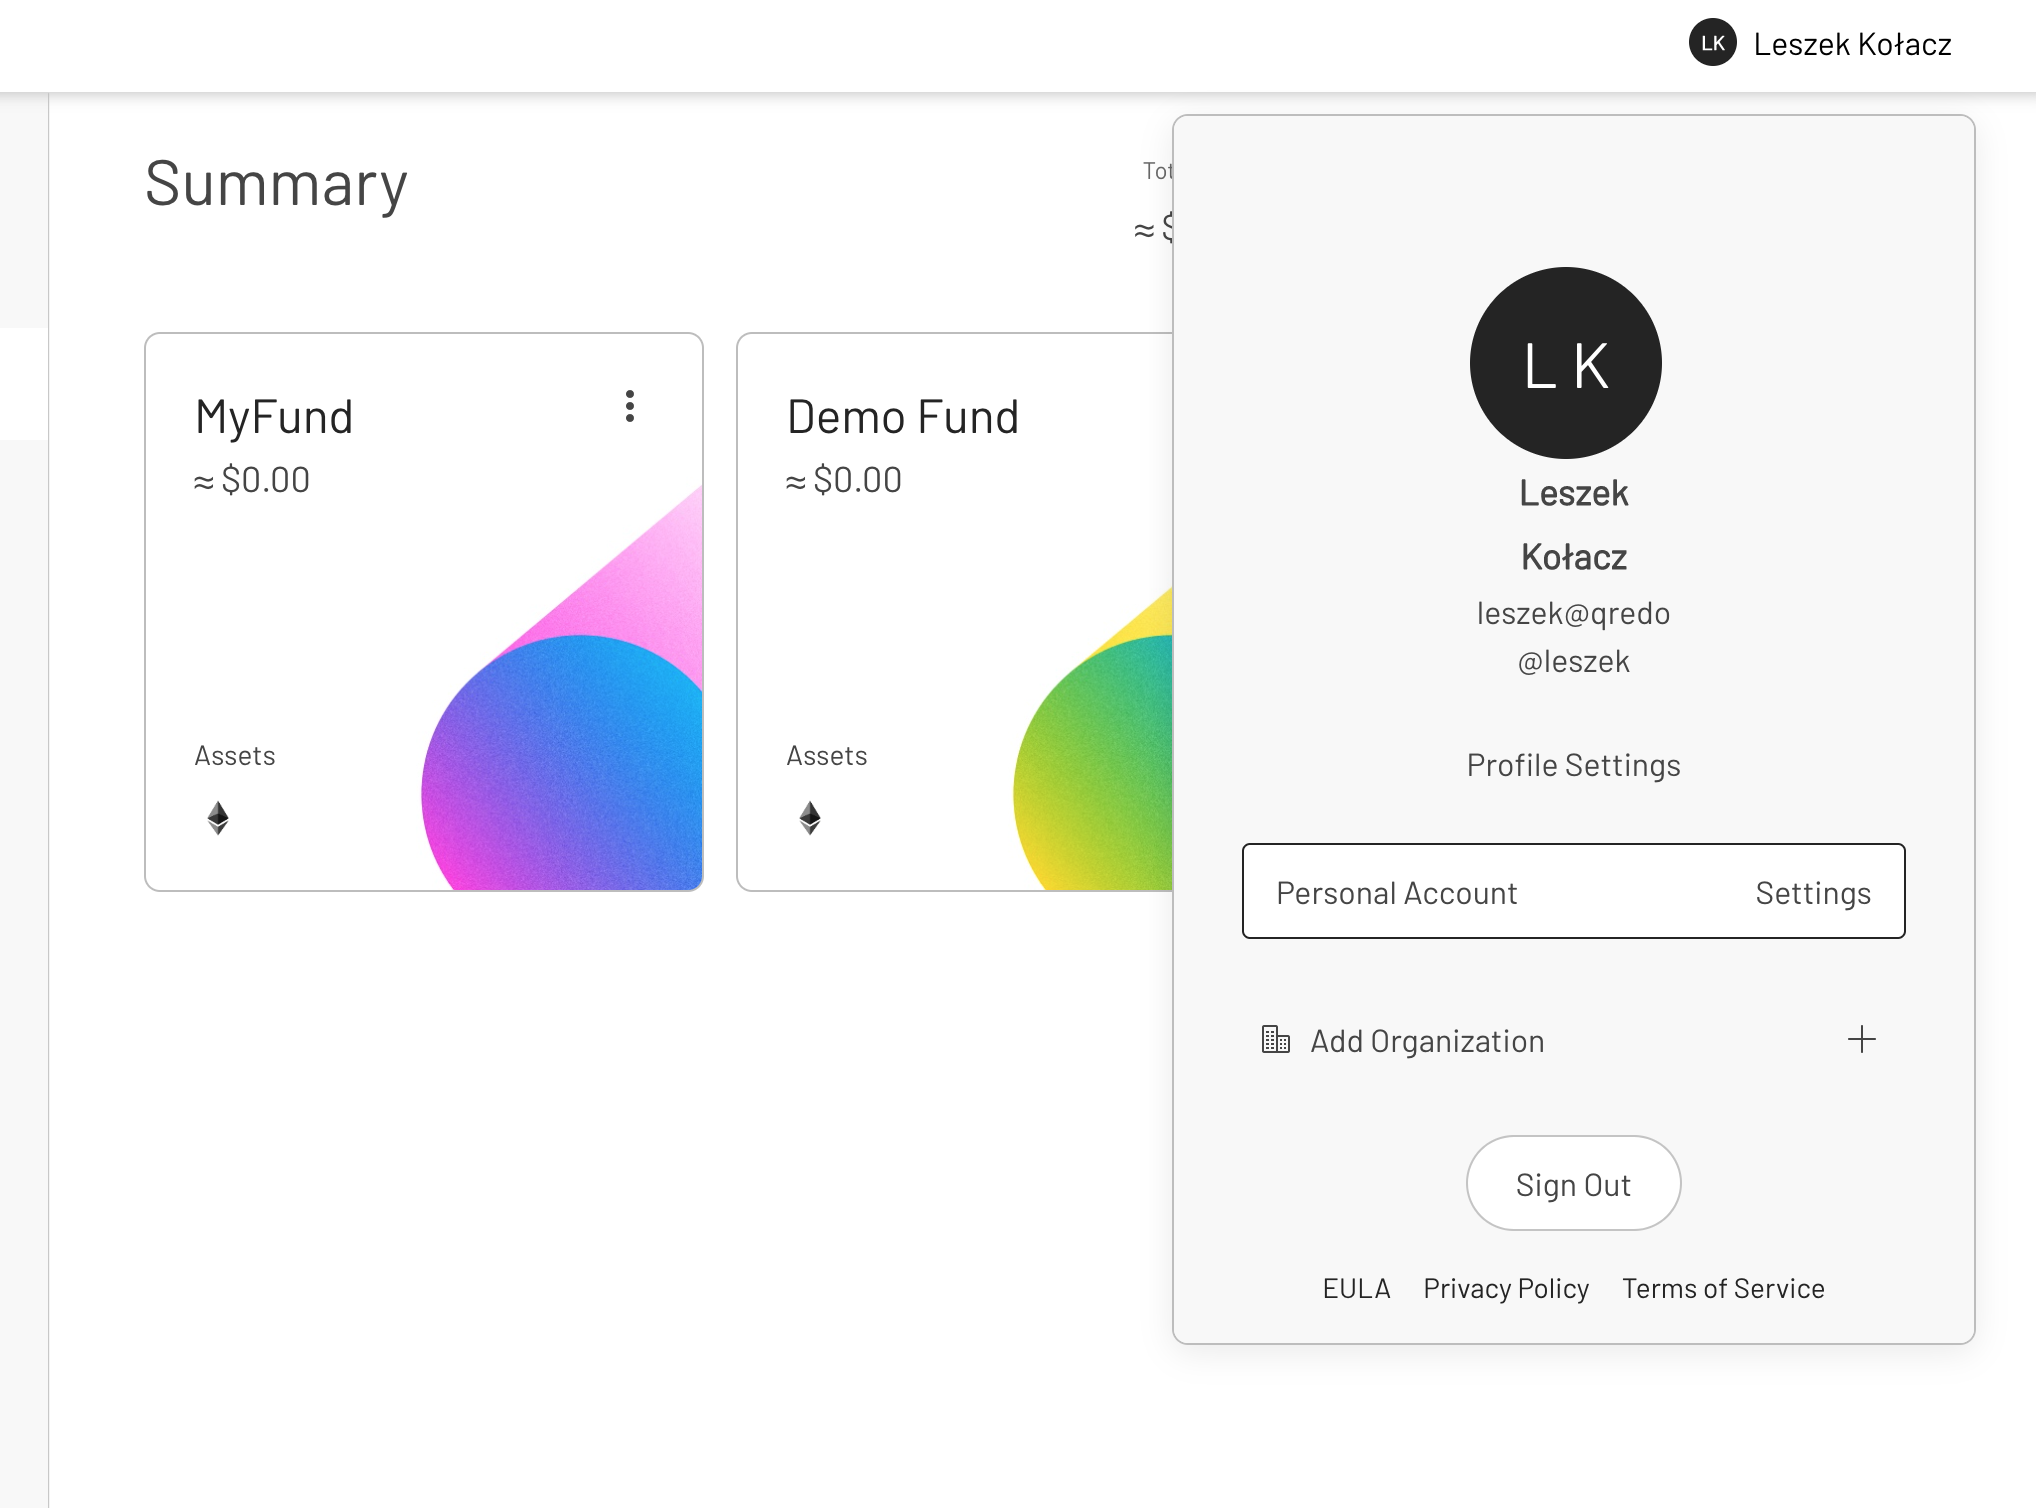 LK Leszek Kołacz
Summary
≈ $
MyFund
≈ $0.00
Assets
Demo Fund
≈ $0.00
Assets
LK
Leszek
Kołacz
leszek@qredo
@leszek
Profile Settings
Personal Account Settings
Add Organization
Sign Out
EULA Privacy Policy Terms of Service